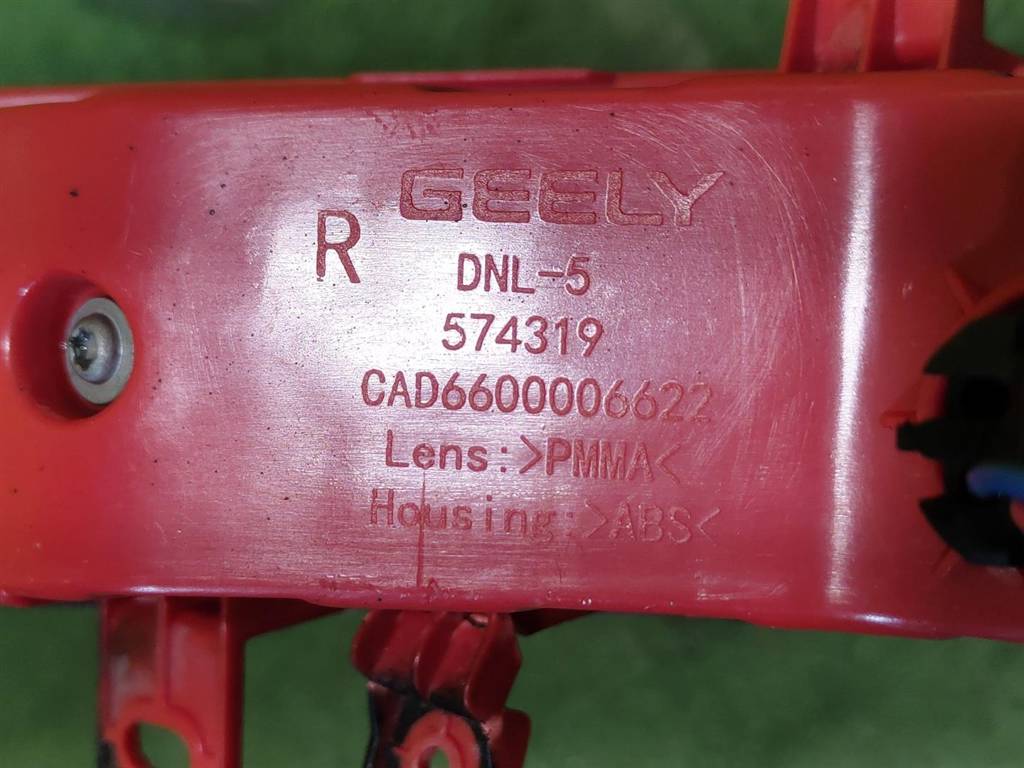 GEELY
R
DNL-5
574319
CAD6600006622
Lens:>PMMA<
Housing:>ABS<